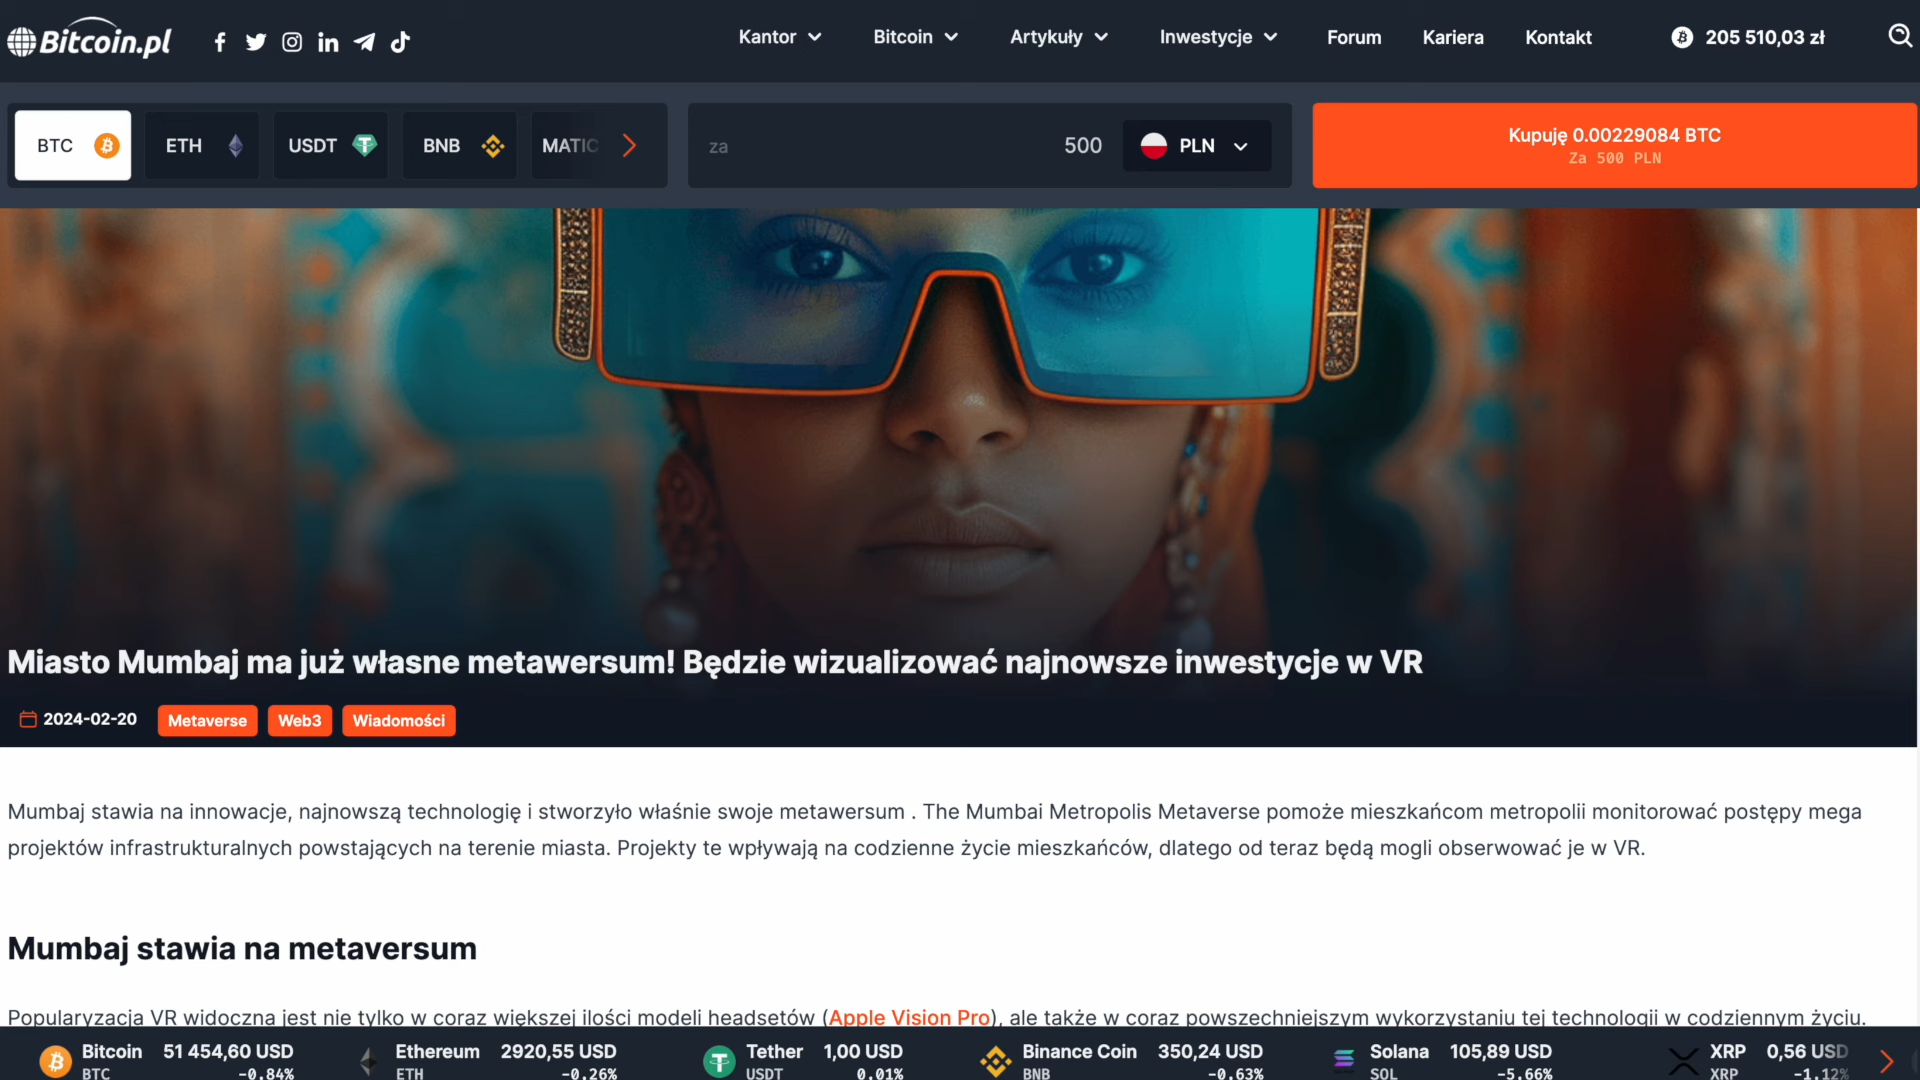 Bitcoin.pl
Kantor
Bitcoin
Artykuły
Inwestycje
Forum
Kariera
Kontakt
205 510,03 zł
BTC
ETH
USDT
BNB
MATIC
za
500
PLN
Kupuję 0.00229084 BTC
Za 500 PLN
Miasto Mumbaj ma już własne metawersum! Będzie wizualizować najnowsze inwestycje w VR
2024-02-20
Metaverse
Web3
Wiadomości
Mumbaj stawia na innowacje, najnowszą technologię i stworzyło właśnie swoje metawersum . The Mumbai Metropolis Metaverse pomoże mieszkańcom metropolii monitorować postępy mega
projektów infrastrukturalnych powstających na terenie miasta. Projekty te wpływają na codzienne życie mieszkańców, dlatego od teraz będą mogli obserwować je w VR.
Mumbaj stawia na metaversum
Popularyzacja VR widoczna jest nie tylko w coraz większej ilości modeli headsetów (Apple Vision Pro), ale także w coraz powszechniejszym wykorzystaniu tej technologii w codziennym życiu.
Bitcoin 51 454,60 USD
BTC -0.84%
Ethereum 2920,55 USD
ETH -0.26%
Tether 1,00 USD
USDT 0.01%
Binance Coin 350,24 USD
BNB -0.63%
Solana 105,89 USD
SOL -5.66%
XRP 0,56 USD
XRP -1.12%